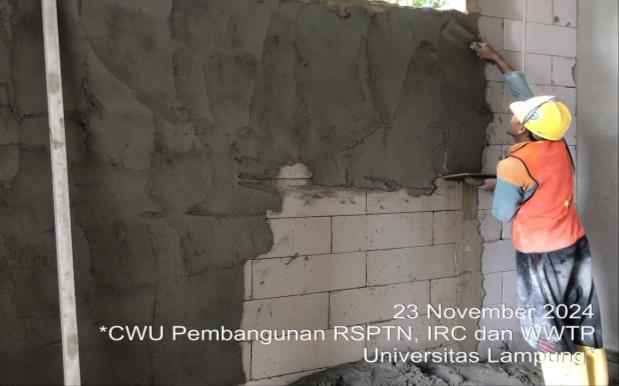 23 November 2024
*CWU Pembangunan RSPTN, IRC dan WWTP
Universitas Lampung*